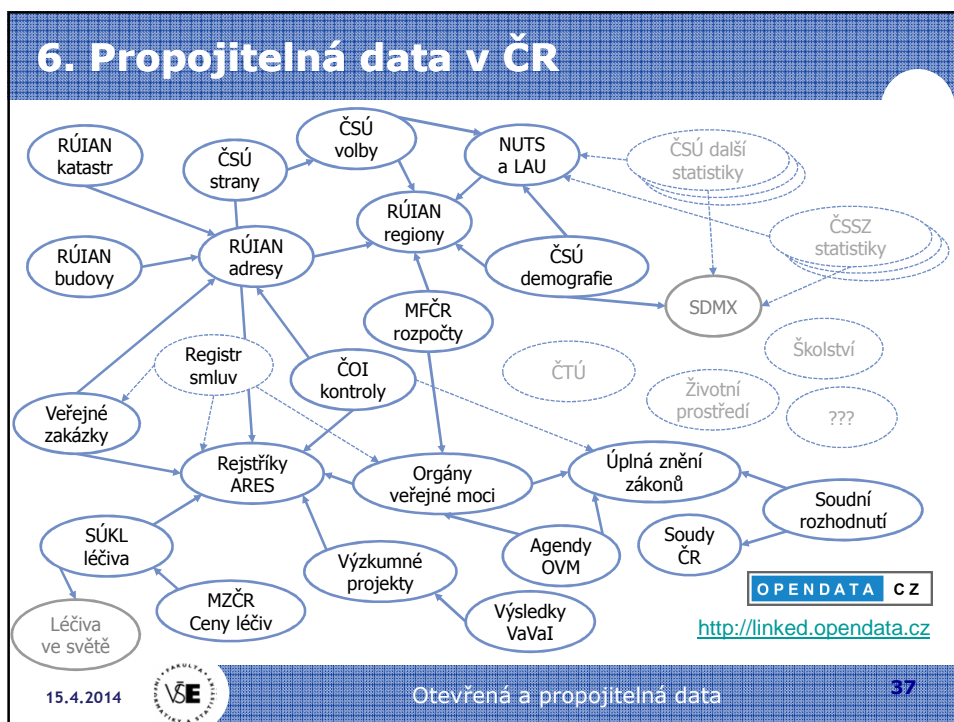 6. Propojitelná data v ČR
RÚIAN
katastr
ČSÚ
strany
ČSÚ
volby
NUTS
a LAU
ČSÚ další
statistiky
RÚIAN
budovy
RÚIAN
adresy
RÚIAN
regiony
ČSÚ
demografie
ČSSZ
statistiky
SDMX
MFČR
rozpočty
Registr
smluv
ČOI
kontroly
ČTÚ
Školství
Životní
prostředí
???
Veřejné
zakázky
Rejstříky
ARES
Orgány
veřejné moci
Úplná znění
zákonů
Soudní
rozhodnutí
SÚKL
léčiva
Výzkumné
projekty
Agendy
OVM
Soudy
ČR
MZČR
Ceny léčiv
Výsledky
VaVaI
Léčiva
ve světě
OPENDATA CZ
http://linked.opendata.cz
15.4.2014
VŠE
Otevřená a propojitelná data
37